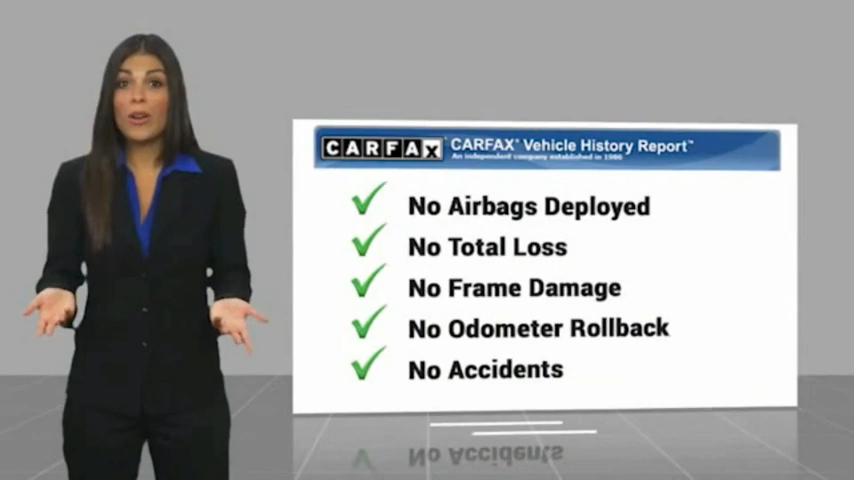 CARFAX CARFAX® Vehicle History Report™
An independent company established in 1986
No Airbags Deployed
No Total Loss
No Frame Damage
No Odometer Rollback
No Accidents
No Accidents